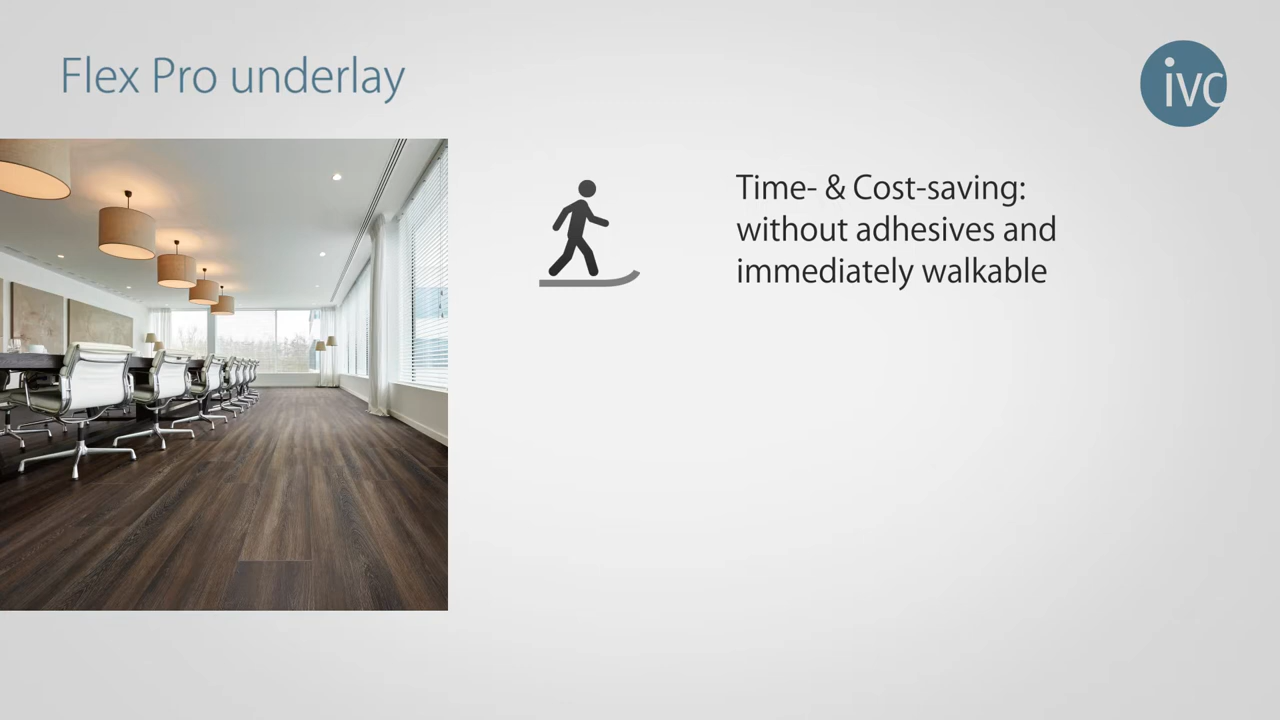 Flex Pro underlay
ivc
Time- & Cost-saving:
without adhesives and
immediately walkable